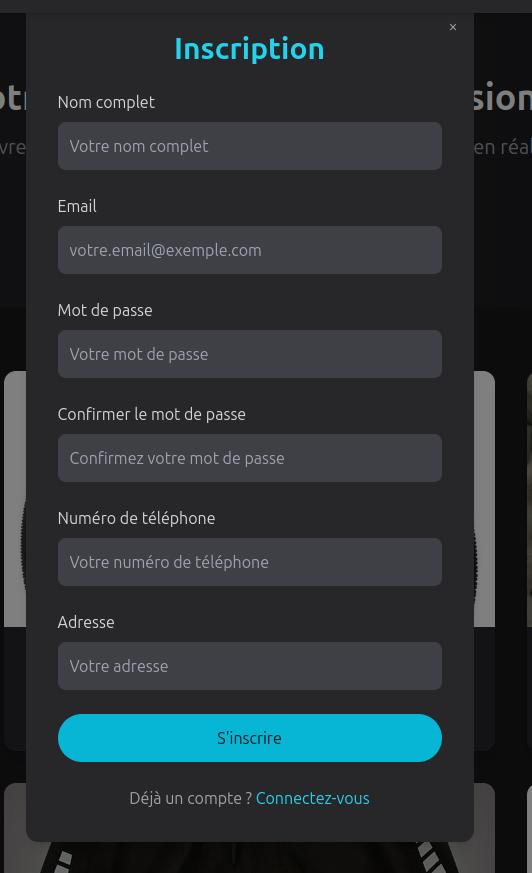 ×
Inscription
Nom complet
Votre nom complet
Email
votre.email@exemple.com
Mot de passe
Votre mot de passe
Confirmer le mot de passe
Confirmez votre mot de passe
Numéro de téléphone
Votre numéro de téléphone
Adresse
Votre adresse
S'inscrire
Déjà un compte ? Connectez-vous